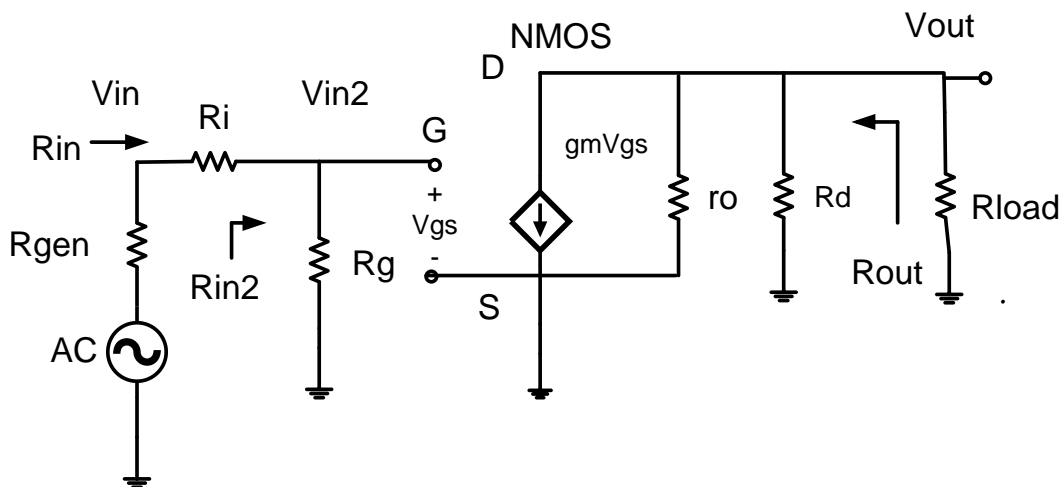 NMOS
Vout
D
Vin
Vin2
Ri
G
Rin
gmVgs
+
Vgs
-
ro
Rd
Rload
Rgen
Rin2
Rg
Rout
S
AC
.